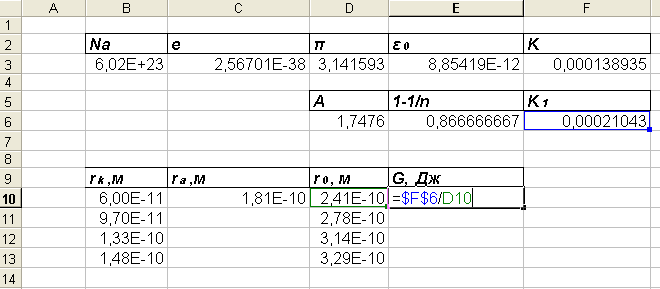 A B C D E F
1
2 Na e π ε₀ K
3 6,02E+23 2,56701E-38 3,141593 8,85419E-12 0,000138935
4
5 A 1-1/n K₁
6 1,7476 0,866666667 0,00021043
7
8
9 rₖ,м rₐ,м r₀, м G, Дж
10 6,00E-11 1,81E-10 2,41E-10 =$F$6/D10
11 9,70E-11 2,78E-10
12 1,33E-10 3,14E-10
13 1,48E-10 3,29E-10
14